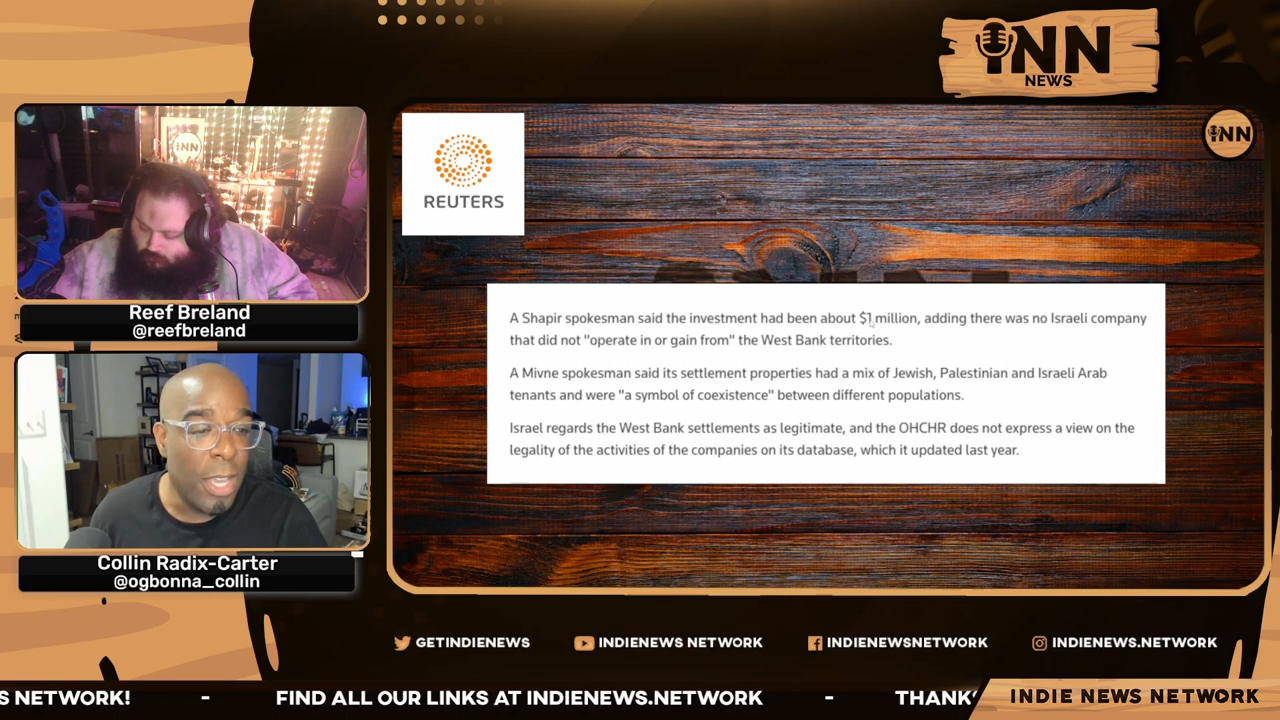 INN
NEWS
INN
INN
REUTERS
A Shapir spokesman said the investment had been about $1 million, adding there was no Israeli company
that did not "operate in or gain from" the West Bank territories.
A Mivne spokesman said its settlement properties had a mix of Jewish, Palestinian and Israeli Arab
tenants and were "a symbol of coexistence" between different populations.
Israel regards the West Bank settlements as legitimate, and the OHCHR does not express a view on the
legality of the activities of the companies on its database, which it updated last year.
Reef Breland
@reefbreland
Collin Radix-Carter
@ogbonna_collin
GETINDIENEWS
INDIENEWS NETWORK
INDIENEWSNETWORK
INDIENEWS.NETWORK
S NETWORK! - FIND ALL OUR LINKS AT INDIENEWS.NETWORK - THANK
INDIE NEWS NETWORK